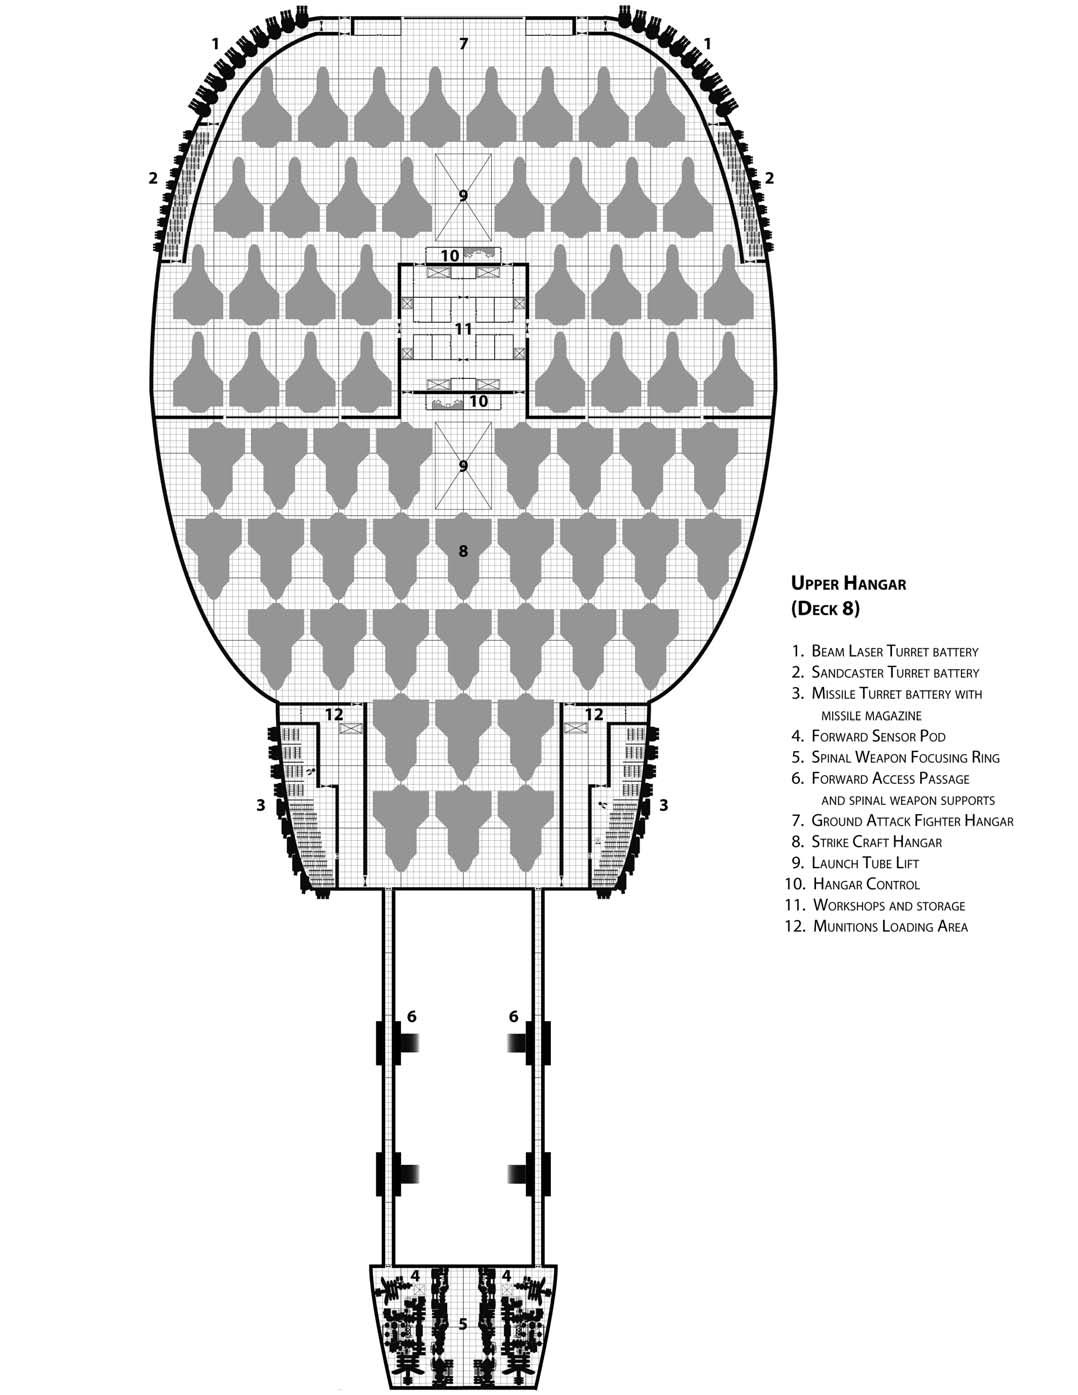 1
7
1
2
9
2
10
11
10
9
8
12
12
3
3
6
6
4
4
5
Upper Hangar
(Deck 8)
1. Beam Laser Turret battery
2. Sandcaster Turret battery
3. Missile Turret battery with
missile magazine
4. Forward Sensor Pod
5. Spinal Weapon Focusing Ring
6. Forward Access Passage
and spinal weapon supports
7. Ground Attack Fighter Hangar
8. Strike Craft Hangar
9. Launch Tube Lift
10. Hangar Control
11. Workshops and storage
12. Munitions Loading Area